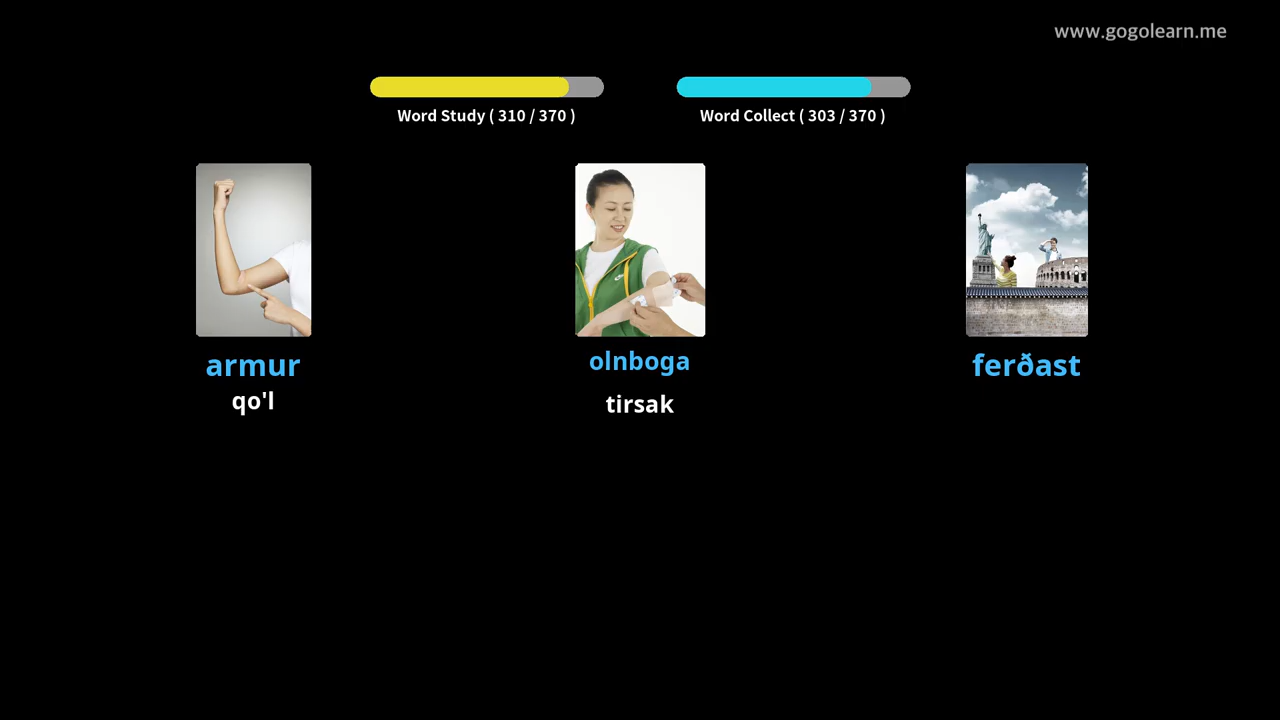 www.gogolearn.me
Word Study ( 310 / 370 )
Word Collect ( 303 / 370 )
armur
qo'l
olnboga
tirsak
ferðast